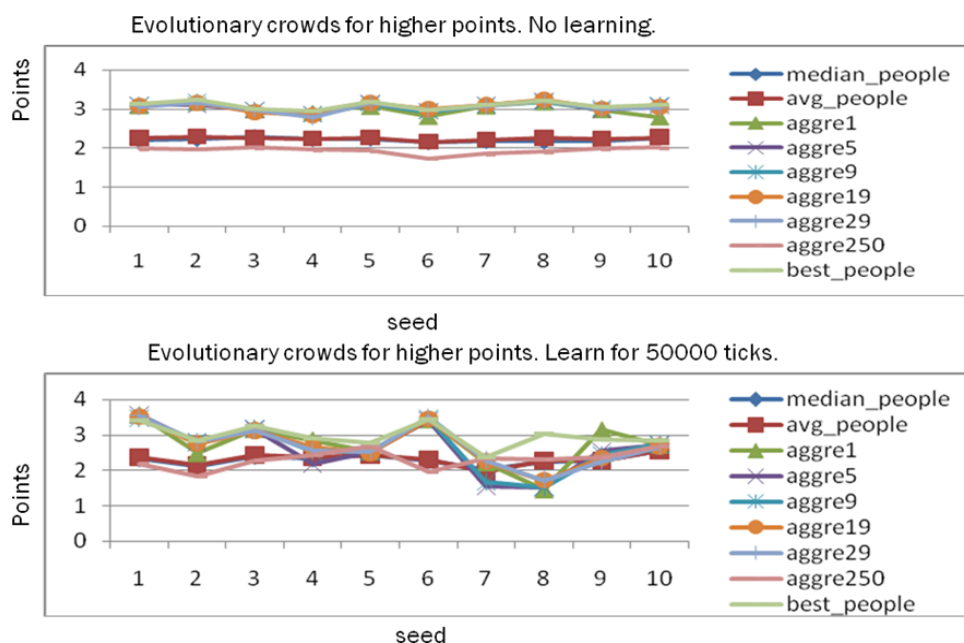 Evolutionary crowds for higher points. No learning.
Points
4
3
2
1
0
1 2 3 4 5 6 7 8 9 10
seed
median_people
avg_people
aggre1
aggre5
aggre9
aggre19
aggre29
aggre250
best_people
Evolutionary crowds for higher points. Learn for 50000 ticks.
Points
4
3
2
1
0
1 2 3 4 5 6 7 8 9 10
seed
median_people
avg_people
aggre1
aggre5
aggre9
aggre19
aggre29
aggre250
best_people